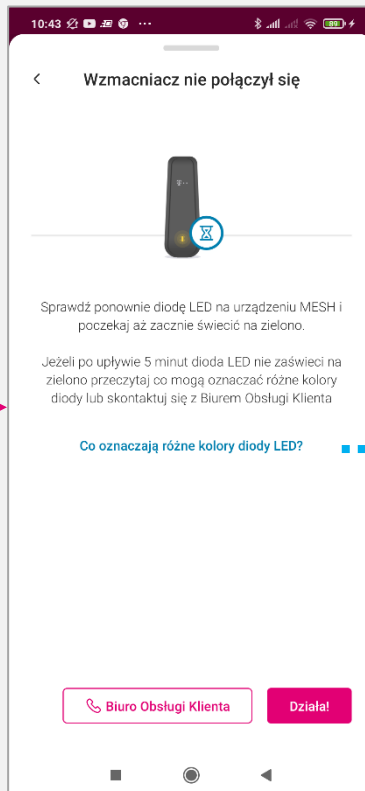 10:43
89
Wzmacniacz nie połączył się
Sprawdź ponownie diodę LED na urządzeniu MESH i
poczekaj aż zacznie świecić na zielono.
Jeżeli po upływie 5 minut dioda LED nie zaświeci na
zielono przeczytaj co mogą oznaczać różne kolory
diody lub skontaktuj się z Biurem Obsługi Klienta
Co oznaczają różne kolory diody LED?
Biuro Obsługi Klienta
Działa!